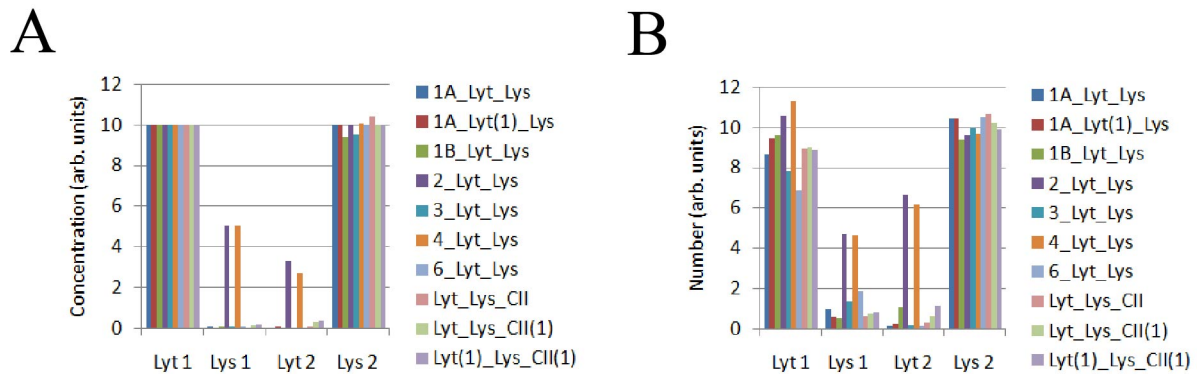 A
Concentration (arb. units)
12
10
8
6
4
2
0
Lyt 1 Lys 1 Lyt 2 Lys 2
1A_Lyt_Lys
1A_Lyt(1)_Lys
1B_Lyt_Lys
2_Lyt_Lys
3_Lyt_Lys
4_Lyt_Lys
6_Lyt_Lys
Lyt_Lys_CII
Lyt_Lys_CII(1)
Lyt(1)_Lys_CII(1)
B
Number (arb. units)
12
10
8
6
4
2
0
Lyt 1 Lys 1 Lyt 2 Lys 2
1A_Lyt_Lys
1A_Lyt(1)_Lys
1B_Lyt_Lys
2_Lyt_Lys
3_Lyt_Lys
4_Lyt_Lys
6_Lyt_Lys
Lyt_Lys_CII
Lyt_Lys_CII(1)
Lyt(1)_Lys_CII(1)